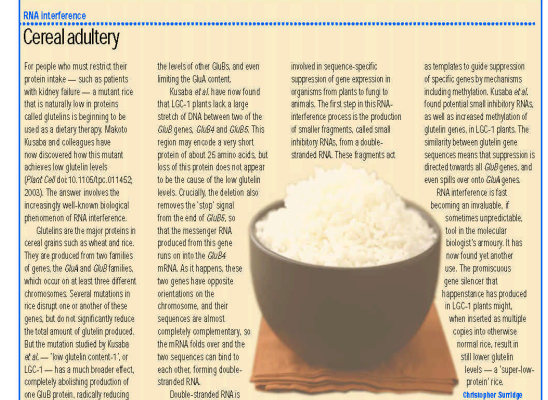 RNA interference
Cereal adultery
For people who must restrict their
protein intake — such as patients
with kidney failure — a mutant rice
that is naturally low in proteins
called glutelins is beginning to be
used as a dietary therapy. Makoto
Kusaba and colleagues have
now discovered how this mutant
achieves low glutelin levels
(Plant Cell doi:10.1105/tpc.011452;
2003). The answer involves the
increasingly well-known biological
phenomenon of RNA interference.
Glutelins are the major proteins in
cereal grains such as wheat and rice.
They are produced from two families
of genes, the GluA and GluB families,
which occur on at least three different
chromosomes. Several mutations in
rice disrupt one or another of these
genes, but do not significantly reduce
the total amount of glutelin produced.
But the mutation studied by Kusaba
et al. — 'low glutelin content-1', or
LGC-1 — has a much broader effect,
completely abolishing production of
one GluB protein, radically reducing
the levels of other GluBs, and even
limiting the GluA content.
Kusaba et al. have now found
that LGC-1 plants lack a large
stretch of DNA between two of the
GluB genes, GluB4 and GluB5. This
region may encode a very short
protein of about 25 amino acids, but
loss of this protein does not appear
to be the cause of the low glutelin
levels. Crucially, the deletion also
removes the 'stop' signal
from the end of GluB5, so
that the messenger RNA
produced from this gene
runs on into the GluB4
mRNA. As it happens, these
two genes have opposite
orientations on the
chromosome, and their
sequences are almost
completely complementary, so
the mRNA folds over and the
two sequences can bind to
each other, forming double-
stranded RNA.
Double-stranded RNA is
involved in sequence-specific
suppression of gene expression in
organisms from plants to fungi to
animals. The first step in this RNA-
interference process is the production
of smaller fragments, called small
inhibitory RNAs, from a double-
stranded RNA. These fragments act
as templates to guide suppression
of specific genes by mechanisms
including methylation. Kusaba et al.
found potential small inhibitory RNAs,
as well as increased methylation of
glutelin genes, in LGC-1 plants. The
similarity between glutelin gene
sequences means that suppression is
directed towards all GluB genes, and
even spills over onto GluA genes.
RNA interference is fast
becoming an invaluable, if
sometimes unpredictable,
tool in the molecular
biologist's armoury. It has
now found yet another
use. The promiscuous
gene silencer that
happenstance has produced
in LGC-1 plants might,
when inserted as multiple
copies into otherwise
normal rice, result in
still lower glutelin
levels — a 'super-low-
protein' rice.
Christopher Surridge